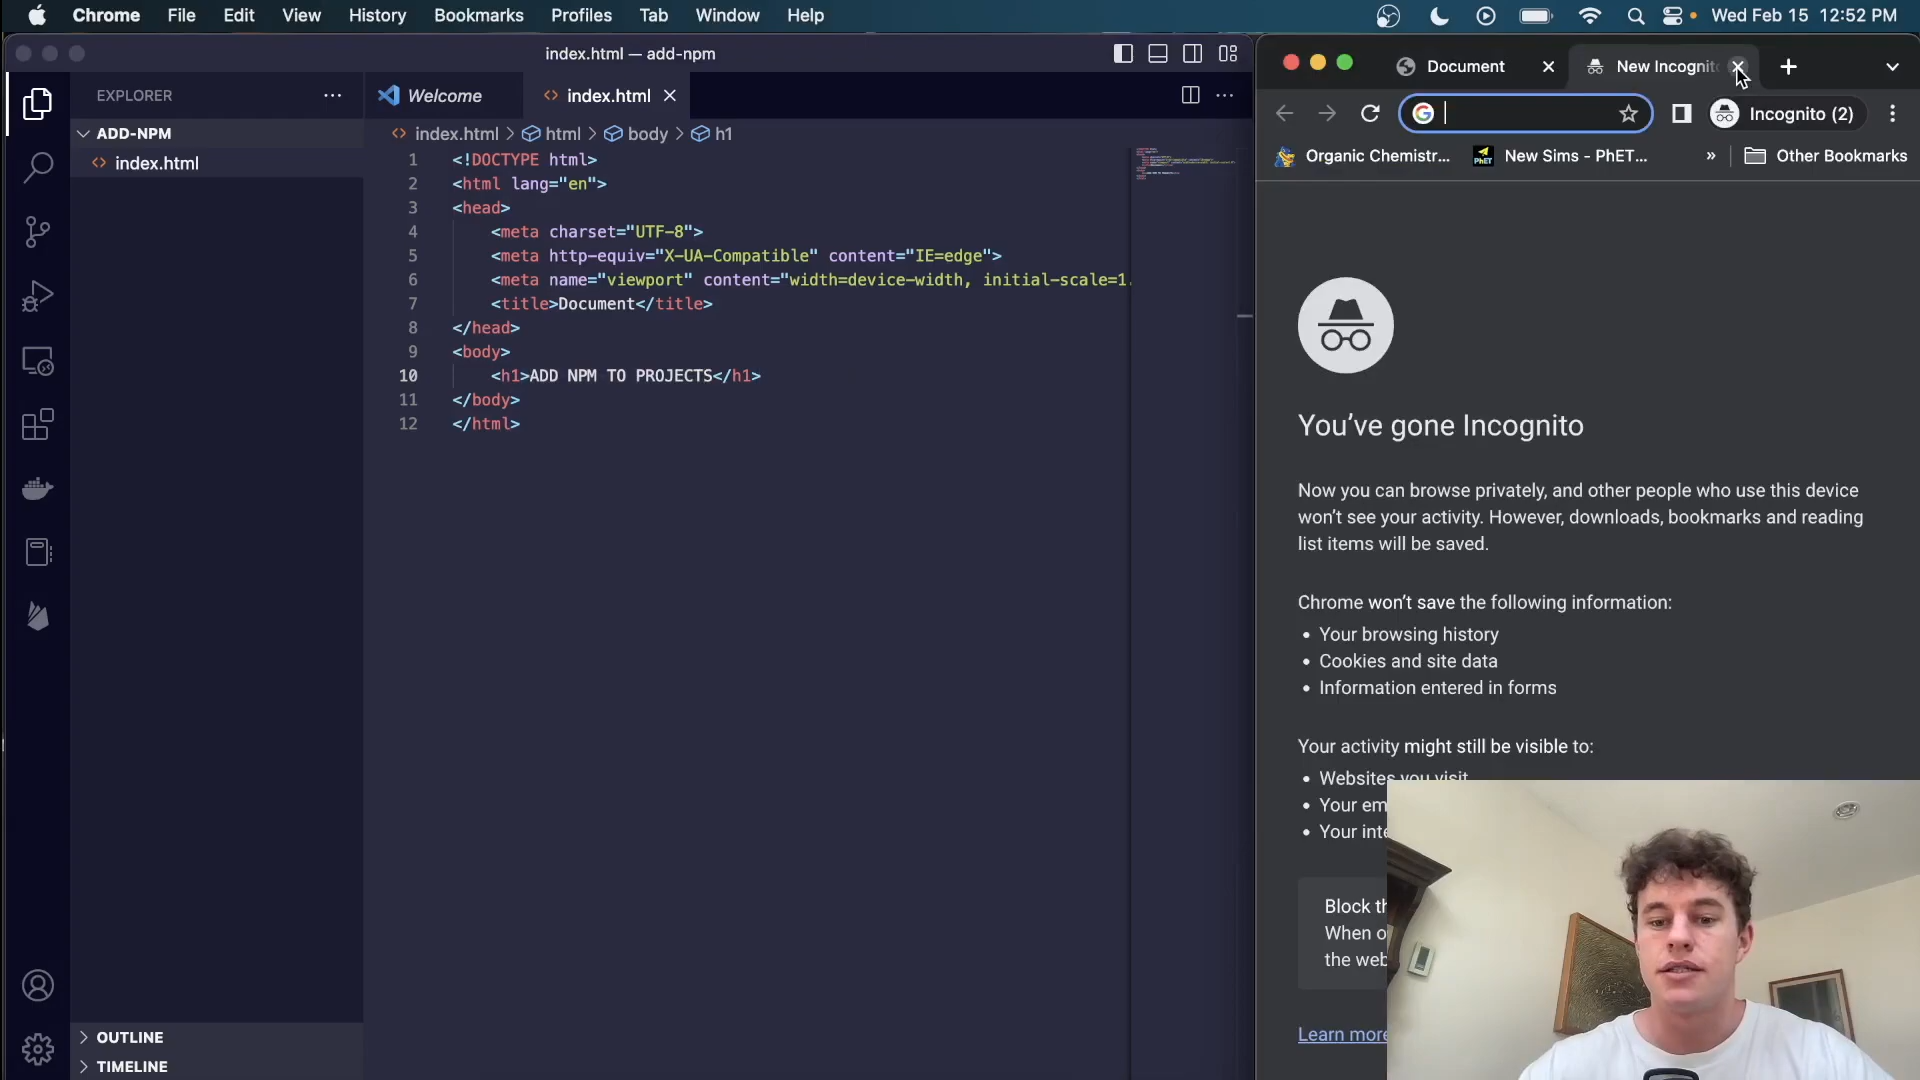 Chrome File Edit View History Bookmarks Profiles Tab Window Help
Wed Feb 15 12:52 PM
index.html — add-npm
EXPLORER
ADD-NPM
index.html
OUTLINE
TIMELINE
Welcome
index.html
index.html > html > body > h1
1 <!DOCTYPE html>
2 <html lang="en">
3 <head>
4 <meta charset="UTF-8">
5 <meta http-equiv="X-UA-Compatible" content="IE=edge">
6 <meta name="viewport" content="width=device-width, initial-scale=1.
7 <title>Document</title>
8 </head>
9 <body>
10 <h1>ADD NPM TO PROJECTS</h1>
11 </body>
12 </html>
Document
New Incognit
Incognito (2)
Organic Chemistr...
PhET
New Sims - PhET...
»
Other Bookmarks
You've gone Incognito
Now you can browse privately, and other people who use this device
won't see your activity. However, downloads, bookmarks and reading
list items will be saved.
Chrome won't save the following information:
• Your browsing history
• Cookies and site data
• Information entered in forms
Your activity might still be visible to:
• Websites you visit
• Your em
• Your inte
Block th
When o
the web
Learn more